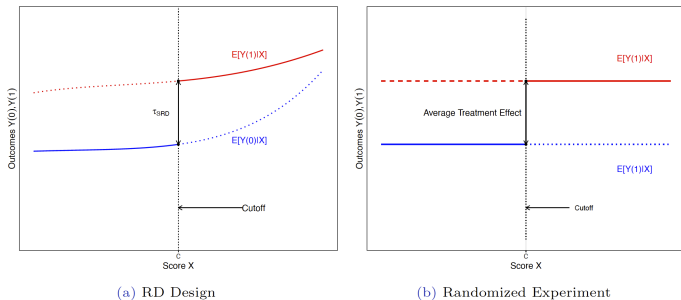 E[Y(1)|X]
Outcomes Y(0),Y(1)
τSRD
E[Y(0)|X]
Cutoff
C
Score X
(a) RD Design
E[Y(1)|X]
Outcomes Y(0),Y(1)
Average Treatment Effect
E[Y(1)|X]
Cutoff
C
Score X
(b) Randomized Experiment